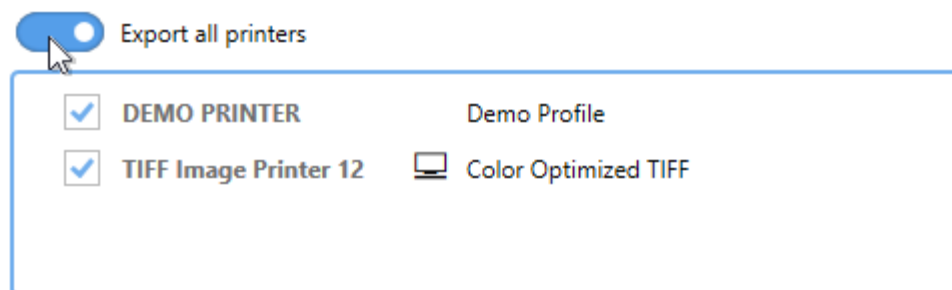 Export all printers
DEMO PRINTER Demo Profile
TIFF Image Printer 12 Color Optimized TIFF